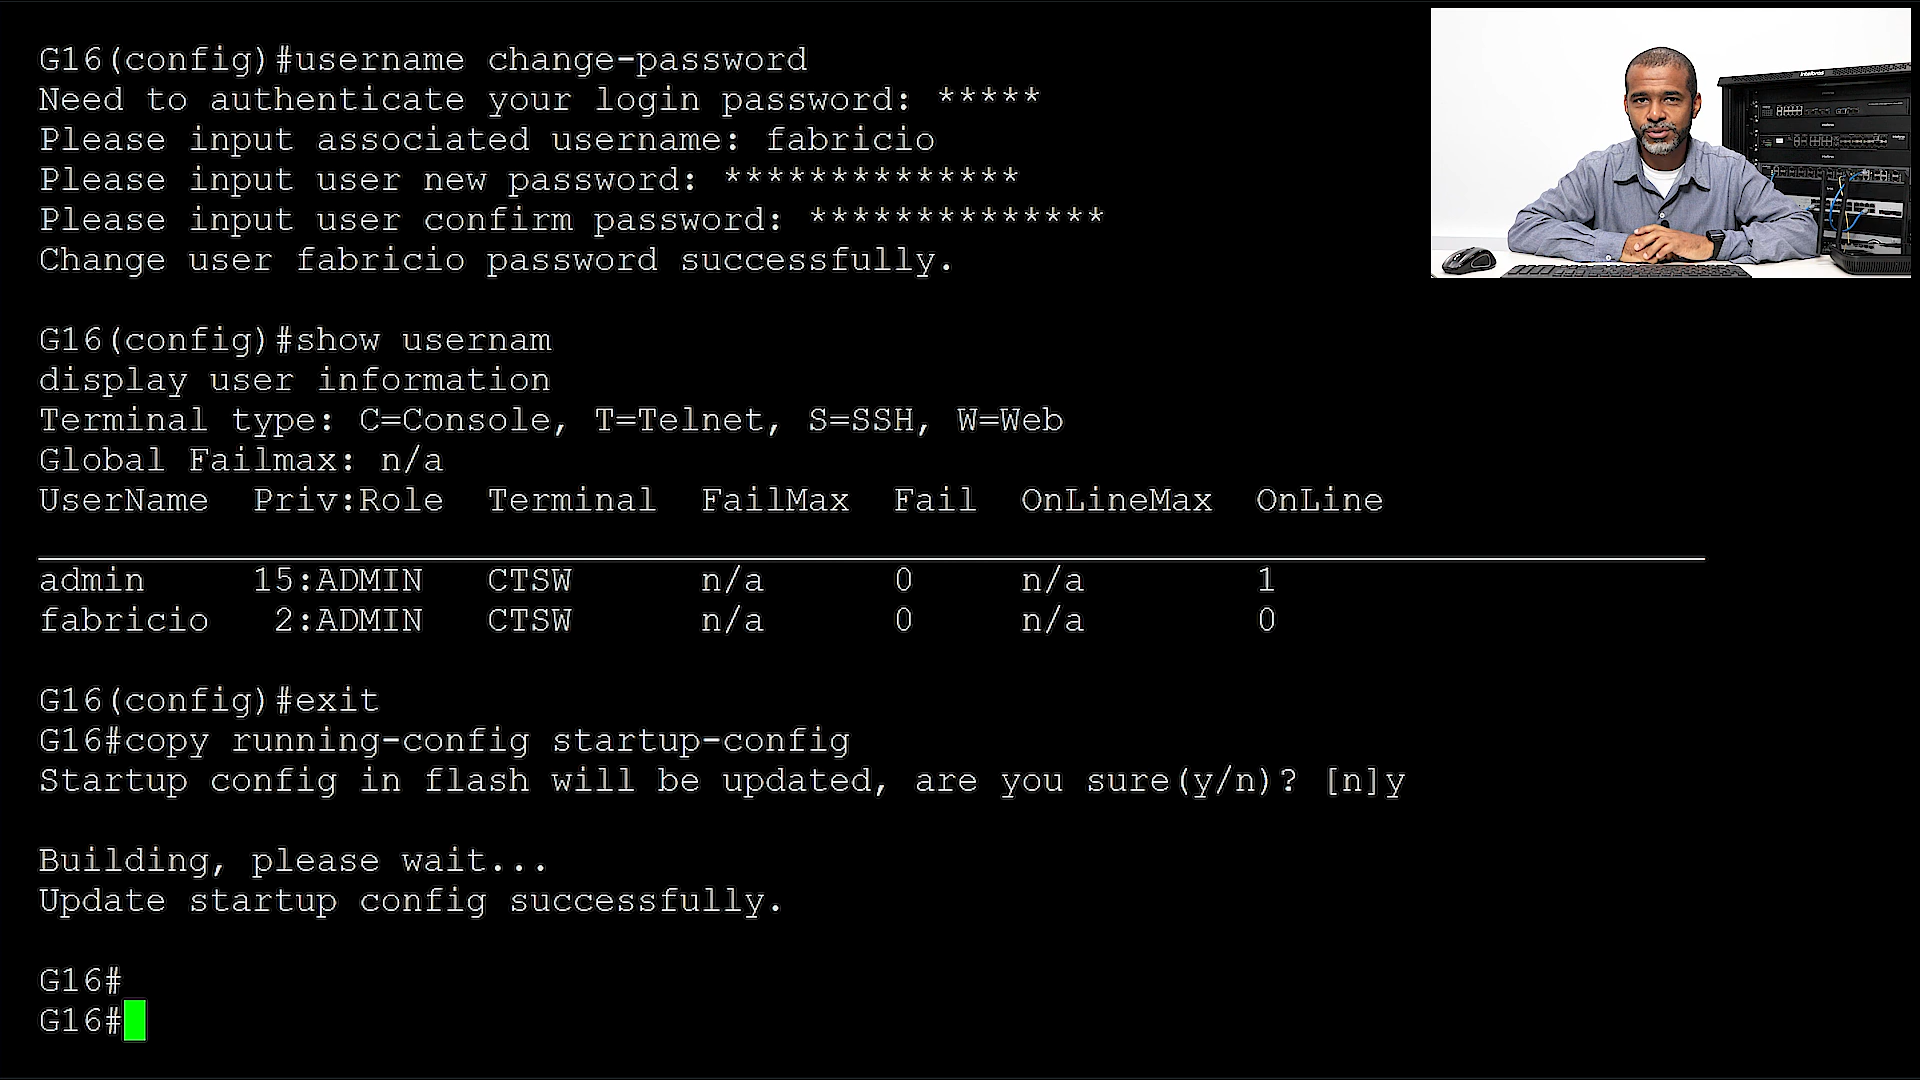 G16(config)#username change-password
Need to authenticate your login password: *****
Please input associated username: fabricio
Please input user new password: **************
Please input user confirm password: **************
Change user fabricio password successfully.
G16(config)#show usernam
display user information
Terminal type: C=Console, T=Telnet, S=SSH, W=Web
Global Failmax: n/a
UserName Priv:Role Terminal FailMax Fail OnLineMax OnLine
admin 15:ADMIN CTSW n/a 0 n/a 1
fabricio 2:ADMIN CTSW n/a 0 n/a 0
G16(config)#exit
G16#copy running-config startup-config
Startup config in flash will be updated, are you sure(y/n)? [n]y
Building, please wait...
Update startup config successfully.
G16#
G16#
intelbras